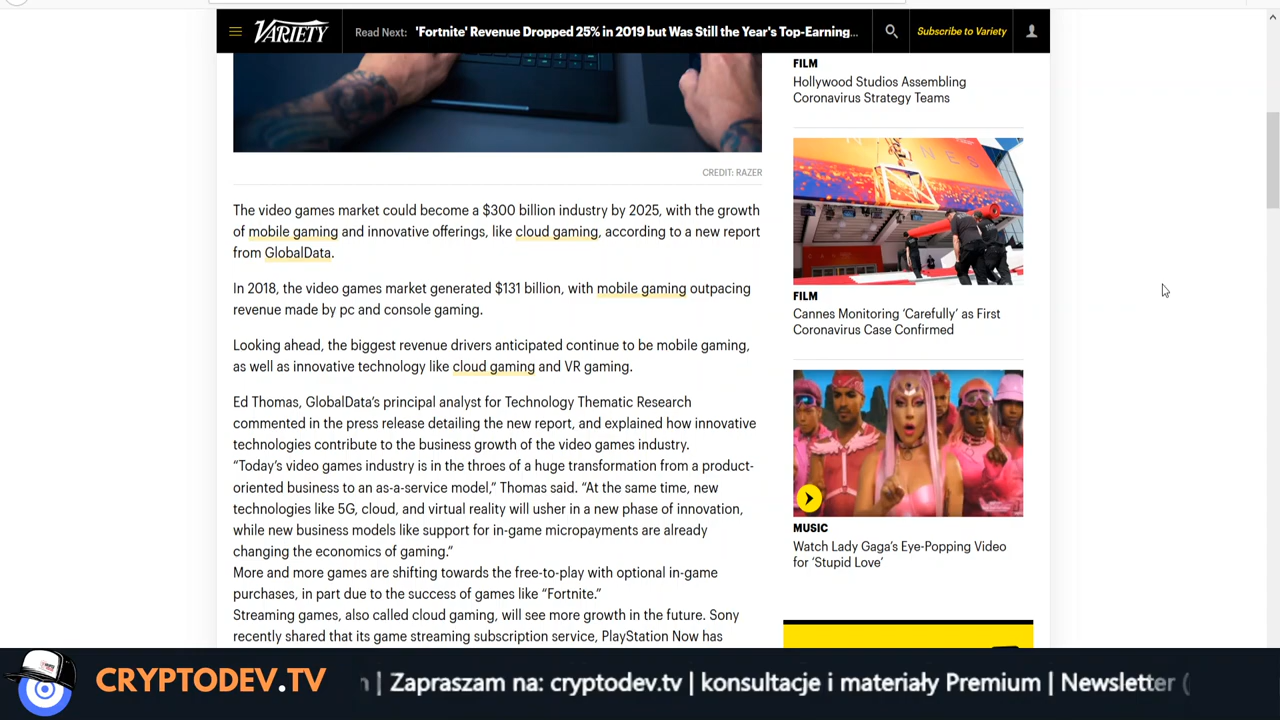 VARIETY
Read Next: 'Fortnite' Revenue Dropped 25% in 2019 but Was Still the Year's Top-Earning...
Subscribe to Variety
CREDIT: RAZER
The video games market could become a $300 billion industry by 2025, with the growth
of mobile gaming and innovative offerings, like cloud gaming, according to a new report
from GlobalData.
In 2018, the video games market generated $131 billion, with mobile gaming outpacing
revenue made by pc and console gaming.
Looking ahead, the biggest revenue drivers anticipated continue to be mobile gaming,
as well as innovative technology like cloud gaming and VR gaming.
Ed Thomas, GlobalData's principal analyst for Technology Thematic Research
commented in the press release detailing the new report, and explained how innovative
technologies contribute to the business growth of the video games industry.
“Today's video games industry is in the throes of a huge transformation from a product-
oriented business to an as-a-service model,” Thomas said. “At the same time, new
technologies like 5G, cloud, and virtual reality will usher in a new phase of innovation,
while new business models like support for in-game micropayments are already
changing the economics of gaming.”
More and more games are shifting towards the free-to-play with optional in-game
purchases, in part due to the success of games like “Fortnite.”
Streaming games, also called cloud gaming, will see more growth in the future. Sony
recently shared that its game streaming subscription service, PlayStation Now has
FILM
Hollywood Studios Assembling
Coronavirus Strategy Teams
FILM
Cannes Monitoring ‘Carefully’ as First
Coronavirus Case Confirmed
MUSIC
Watch Lady Gaga's Eye-Popping Video
for ‘Stupid Love’
CRYPTODEV.TV
| Zapraszam na: cryptodev.tv | konsultacje i materiały Premium | Newsletter (